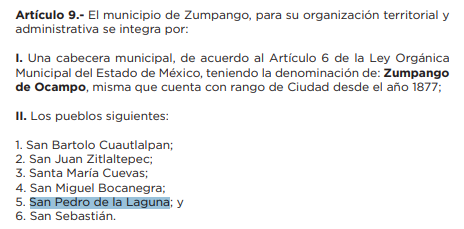 Artículo 9.- El municipio de Zumpango, para su organización territorial y
administrativa se integra por:
I. Una cabecera municipal, de acuerdo al Artículo 6 de la Ley Orgánica
Municipal del Estado de México, teniendo la denominación de: Zumpango
de Ocampo, misma que cuenta con rango de Ciudad desde el año 1877;
II. Los pueblos siguientes:
1. San Bartolo Cuautlalpan;
2. San Juan Zitlaltepec;
3. Santa María Cuevas;
4. San Miguel Bocanegra;
5. San Pedro de la Laguna; y
6. San Sebastián.